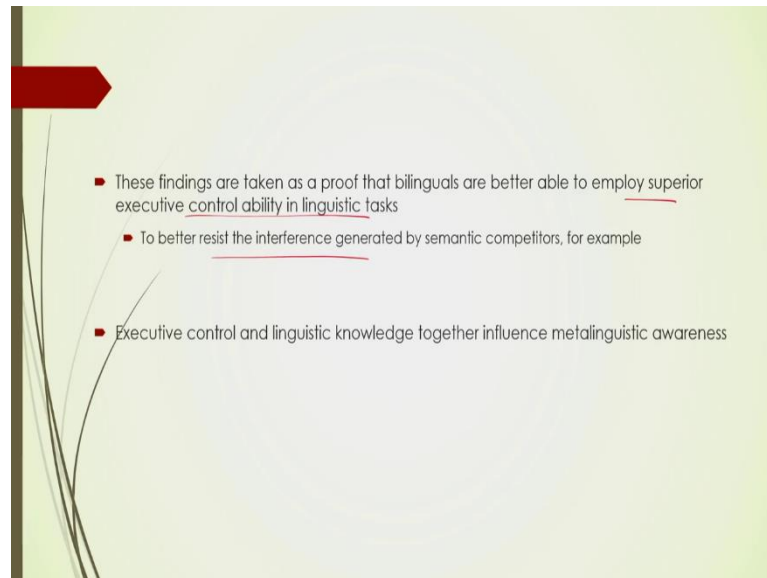 These findings are taken as a proof that bilinguals are better able to employ superior
executive control ability in linguistic tasks
To better resist the interference generated by semantic competitors, for example
Executive control and linguistic knowledge together influence metalinguistic awareness